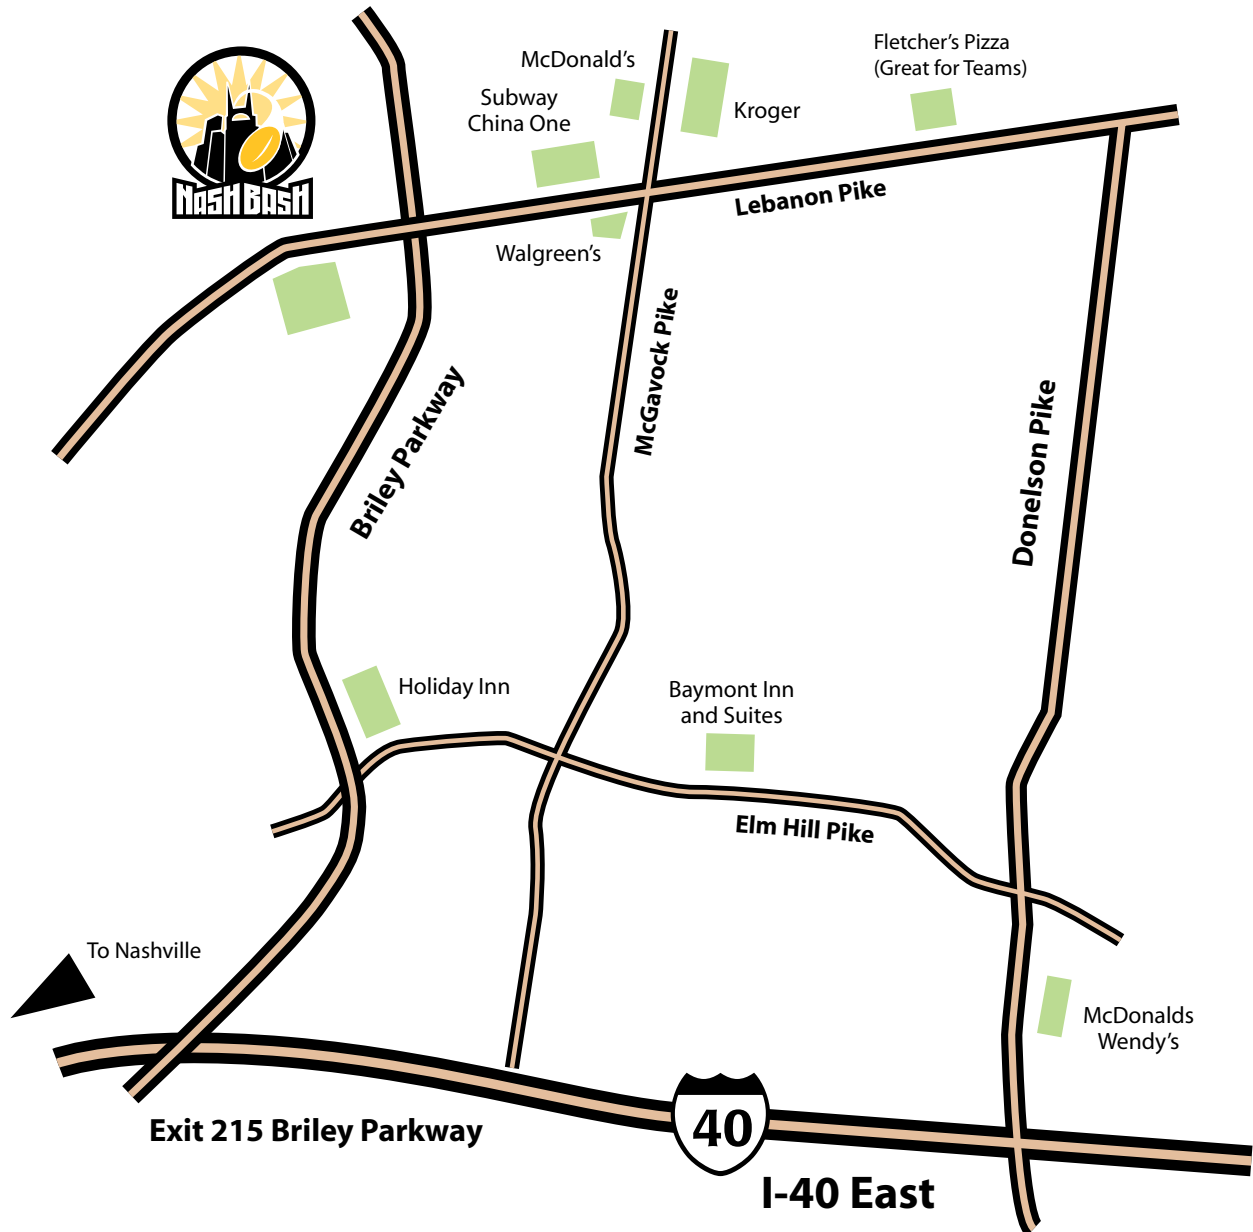 McDonald's
Fletcher's Pizza
(Great for Teams)
Subway
China One
Kroger
NASH BASH
Lebanon Pike
Walgreen's
McGavock Pike
Briley Parkway
Donelson Pike
Holiday Inn
Baymont Inn
and Suites
Elm Hill Pike
To Nashville
McDonalds
Wendy's
Exit 215 Briley Parkway
40
I-40 East